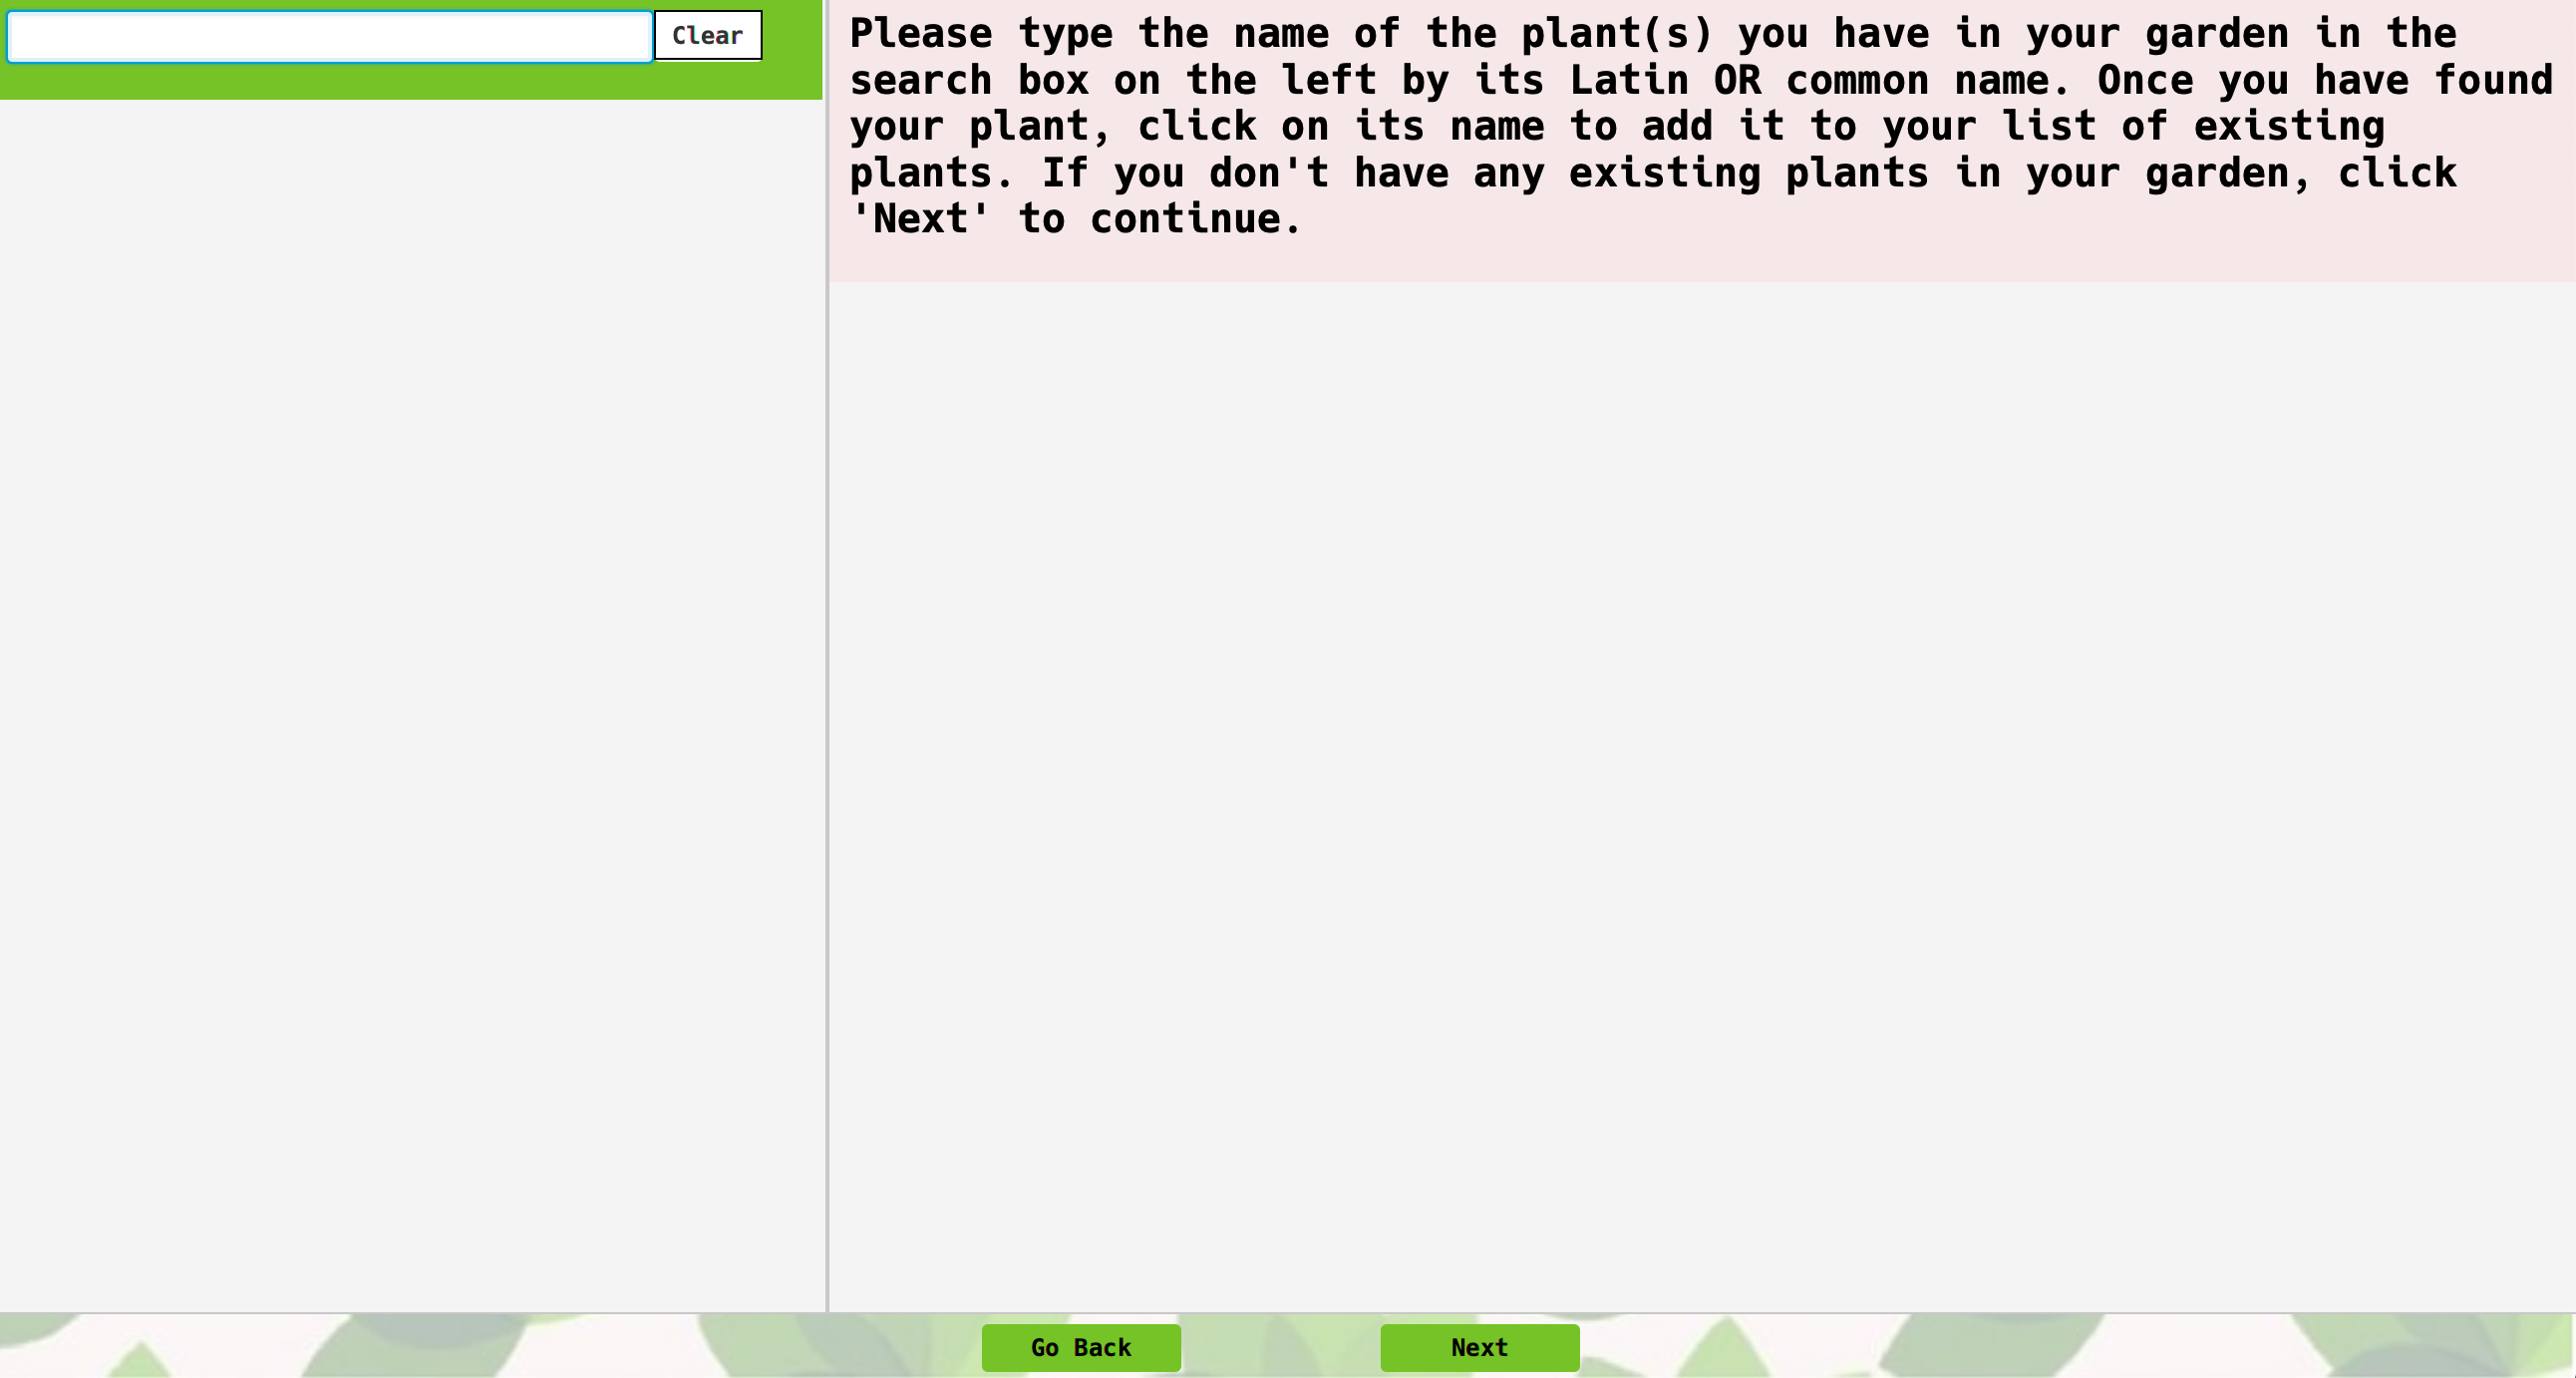 Clear
Please type the name of the plant(s) you have in your garden in the
search box on the left by its Latin OR common name. Once you have found
your plant, click on its name to add it to your list of existing
plants. If you don't have any existing plants in your garden, click
'Next' to continue.
Go Back
Next